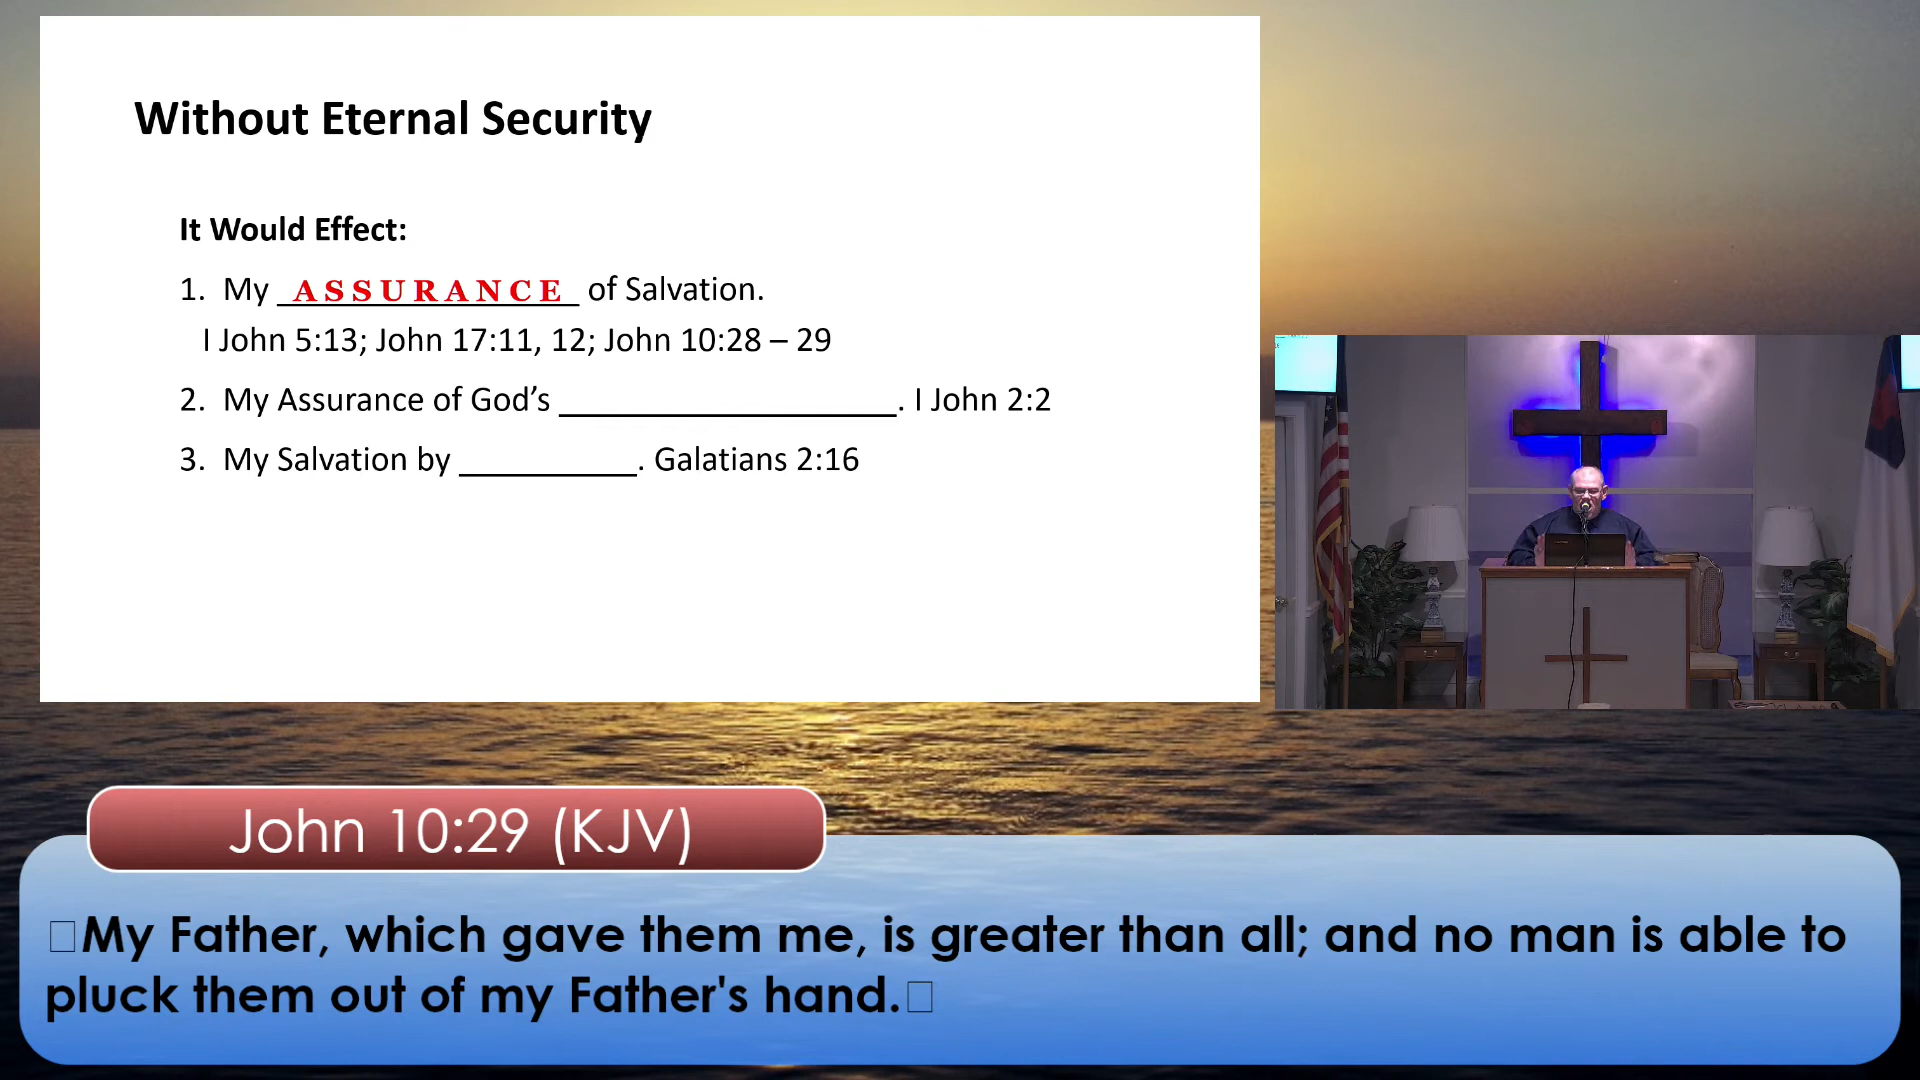 Without Eternal Security
It Would Effect:
1. My ASSURANCE of Salvation.
I John 5:13; John 17:11, 12; John 10:28 – 29
2. My Assurance of God’s ____________________. I John 2:2
3. My Salvation by ___________. Galatians 2:16
John 10:29 (KJV)
My Father, which gave them me, is greater than all; and no man is able to
pluck them out of my Father's hand.